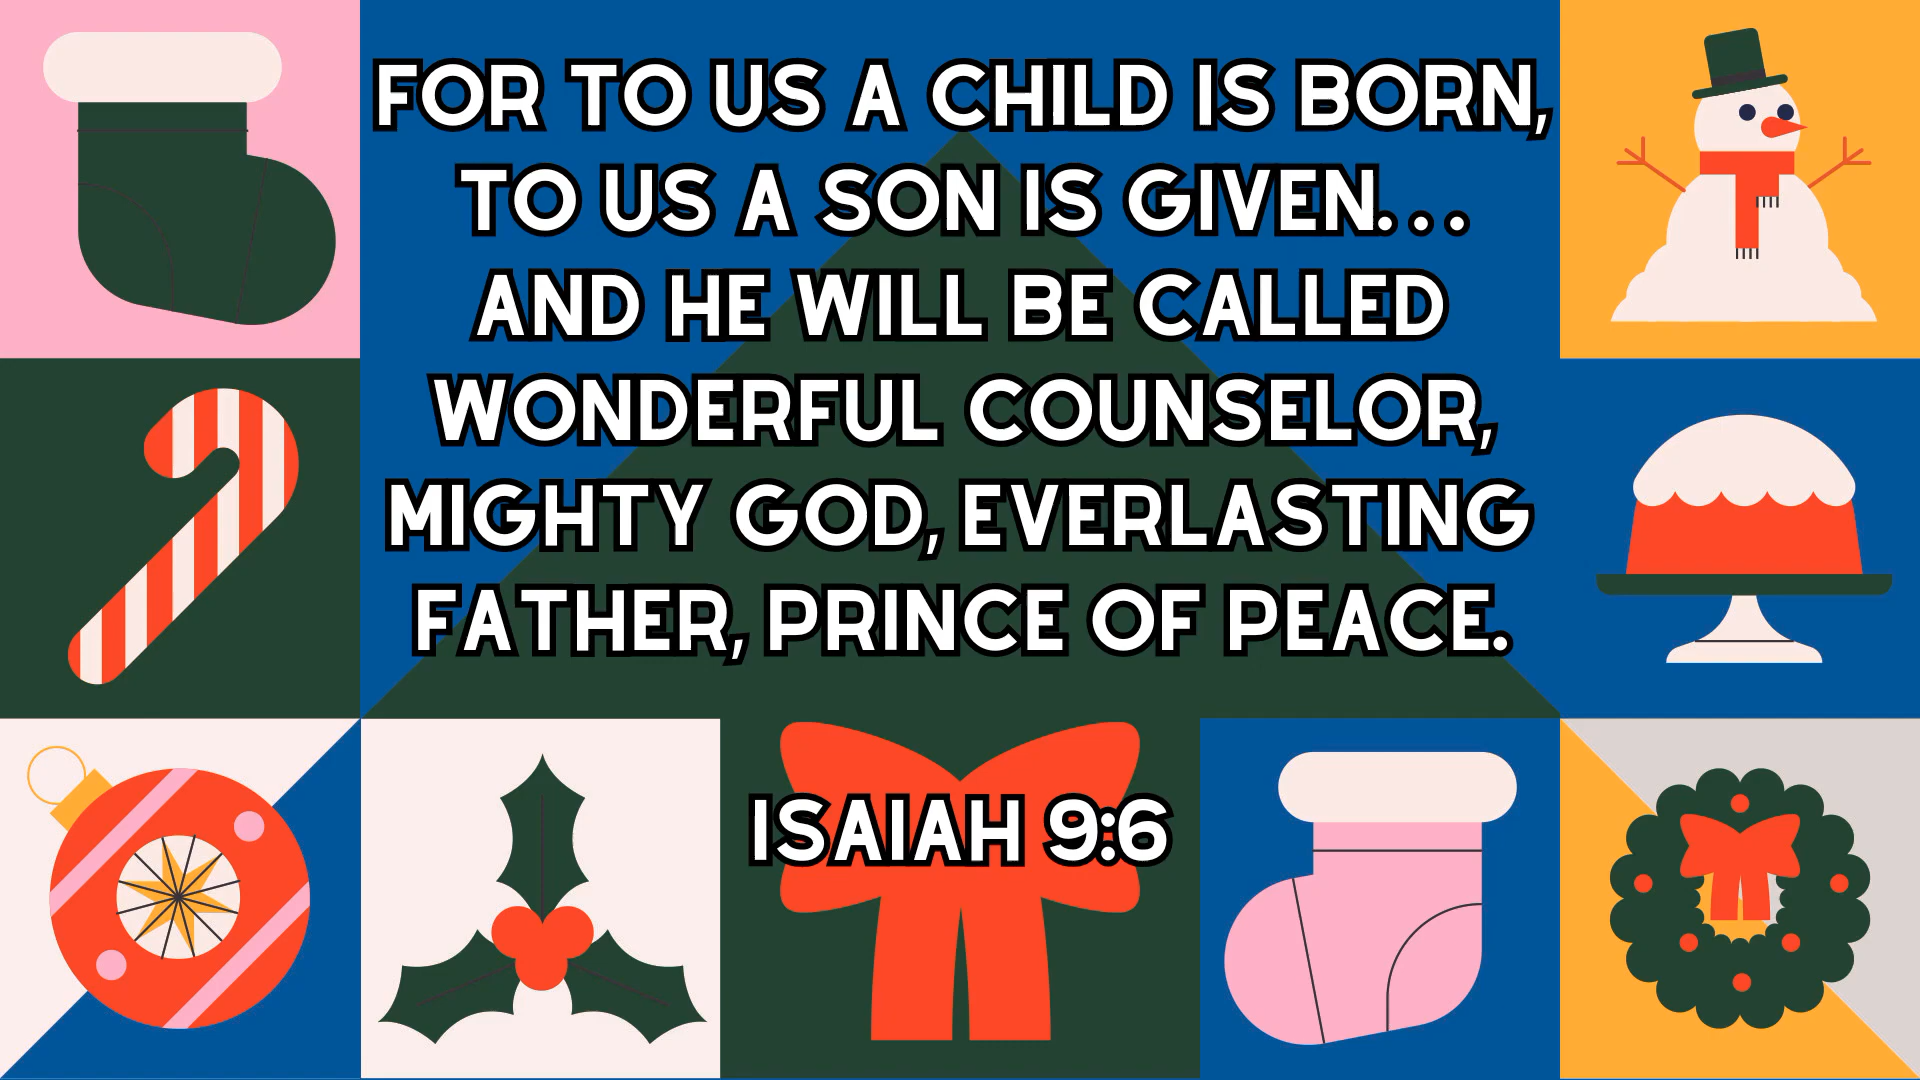 FOR TO US A CHILD IS BORN,
TO US A SON IS GIVEN...
AND HE WILL BE CALLED
WONDERFUL COUNSELOR,
MIGHTY GOD, EVERLASTING
FATHER, PRINCE OF PEACE.
ISAIAH 9:6